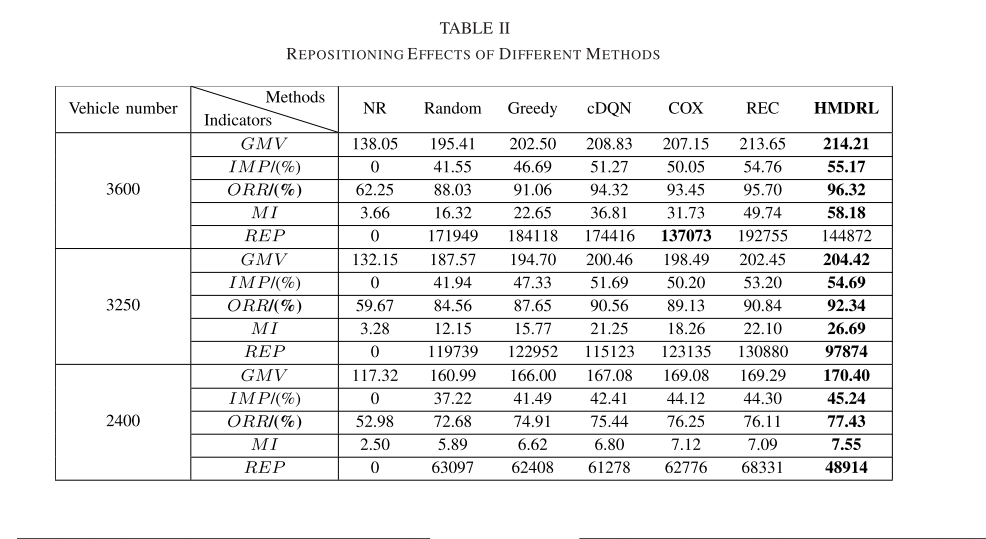 TABLE II
REPOSITIONING EFFECTS OF DIFFERENT METHODS
Vehicle number Methods Indicators NR Random Greedy cDQN COX REC HMDRL
3600
GMV 138.05 195.41 202.50 208.83 207.15 213.65 214.21
IMP/(%) 0 41.55 46.69 51.27 50.05 54.76 55.17
ORR/(%) 62.25 88.03 91.06 94.32 93.45 95.70 96.32
MI 3.66 16.32 22.65 36.81 31.73 49.74 58.18
REP 0 171949 184118 174416 137073 192755 144872
3250
GMV 132.15 187.57 194.70 200.46 198.49 202.45 204.42
IMP/(%) 0 41.94 47.33 51.69 50.20 53.20 54.69
ORR/(%) 59.67 84.56 87.65 90.56 89.13 90.84 92.34
MI 3.28 12.15 15.77 21.25 18.26 22.10 26.69
REP 0 119739 122952 115123 123135 130880 97874
2400
GMV 117.32 160.99 166.00 167.08 169.08 169.29 170.40
IMP/(%) 0 37.22 41.49 42.41 44.12 44.30 45.24
ORR/(%) 52.98 72.68 74.91 75.44 76.25 76.11 77.43
MI 2.50 5.89 6.62 6.80 7.12 7.09 7.55
REP 0 63097 62408 61278 62776 68331 48914